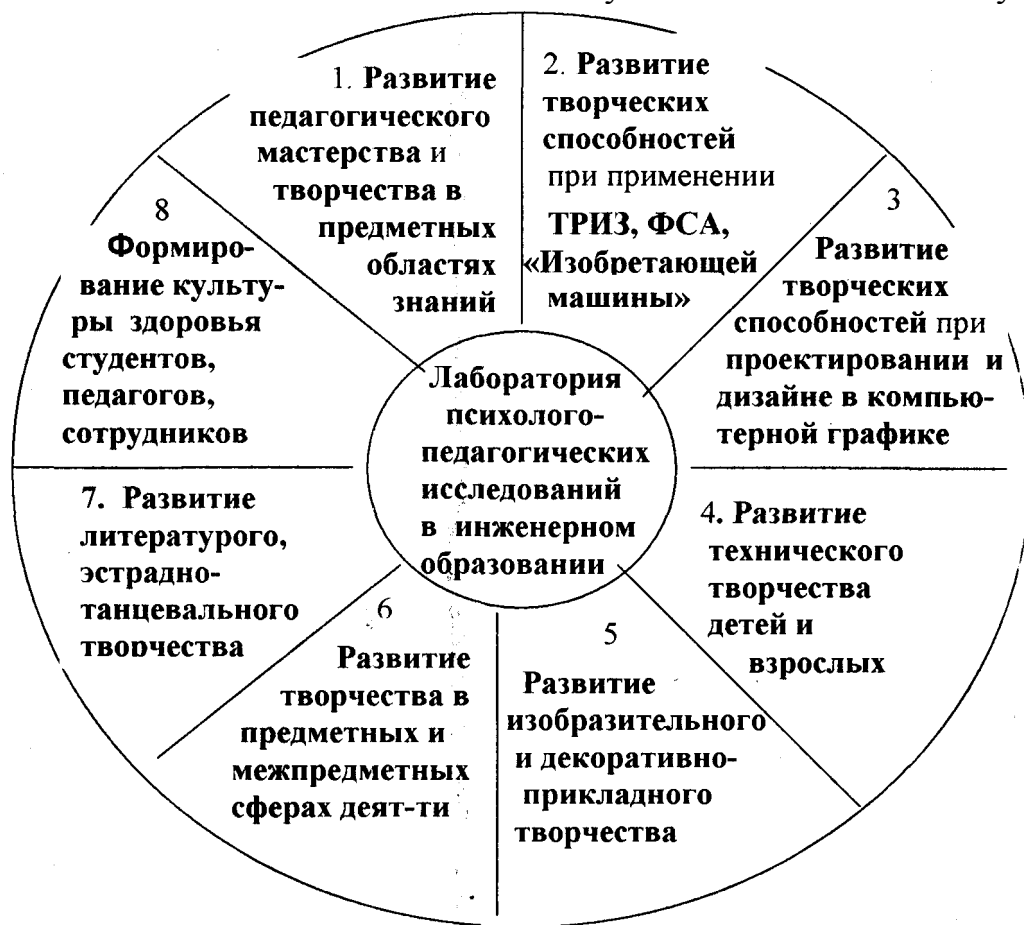 1. Развитие
педагогического
мастерства и
творчества в
предметных
областях
знаний
2. Развитие
творческих
способностей
при применении
ТРИЗ, ФСА,
«Изобретающей
машины»
3
Развитие
творческих
способностей при
проектировании и
дизайне в компью-
терной графике
4. Развитие
технического
творчества
детей и
взрослых
5
Развитие
изобразительного
и декоративно-
прикладного
творчества
6
Развитие
творчества в
предметных и
межпредметных
сферах деят-ти
7. Развитие
литературого,
эстрадно-
танцевального
творчества
8
Формиро-
вание культу-
ры здоровья
студентов,
педагогов,
сотрудников
Лаборатория
психолого-
педагогических
исследований
в инженерном
образовании